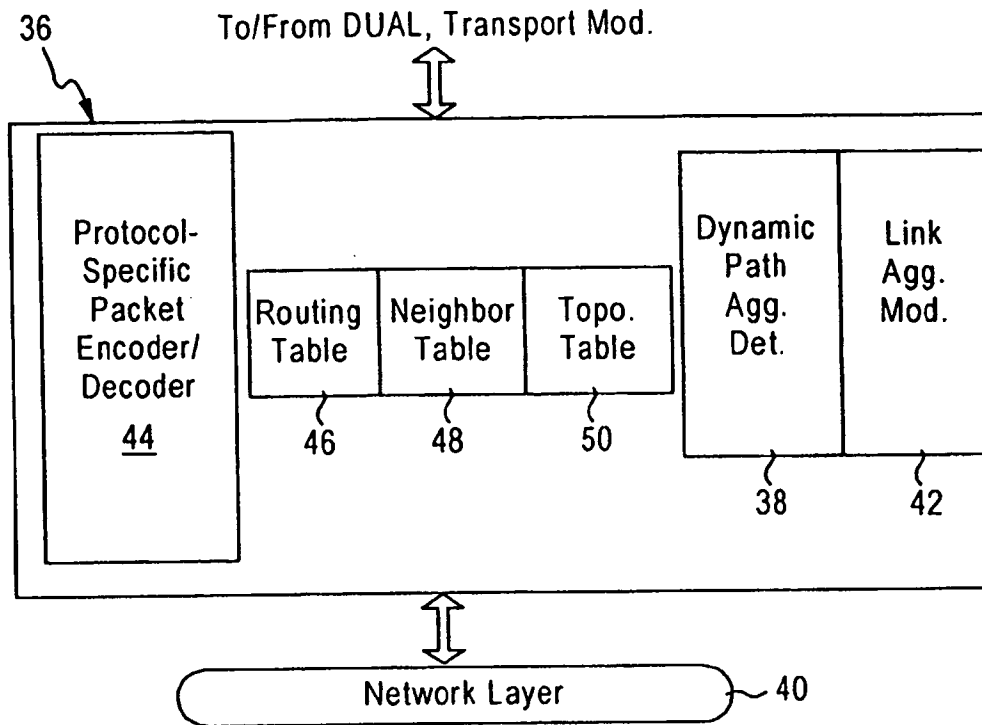 36
To/From DUAL, Transport Mod.
Protocol-
Specific
Packet
Encoder/
Decoder
44
Routing
Table
Neighbor
Table
Topo.
Table
46
48
50
Dynamic
Path
Agg.
Det.
Link
Agg.
Mod.
38
42
Network Layer
40